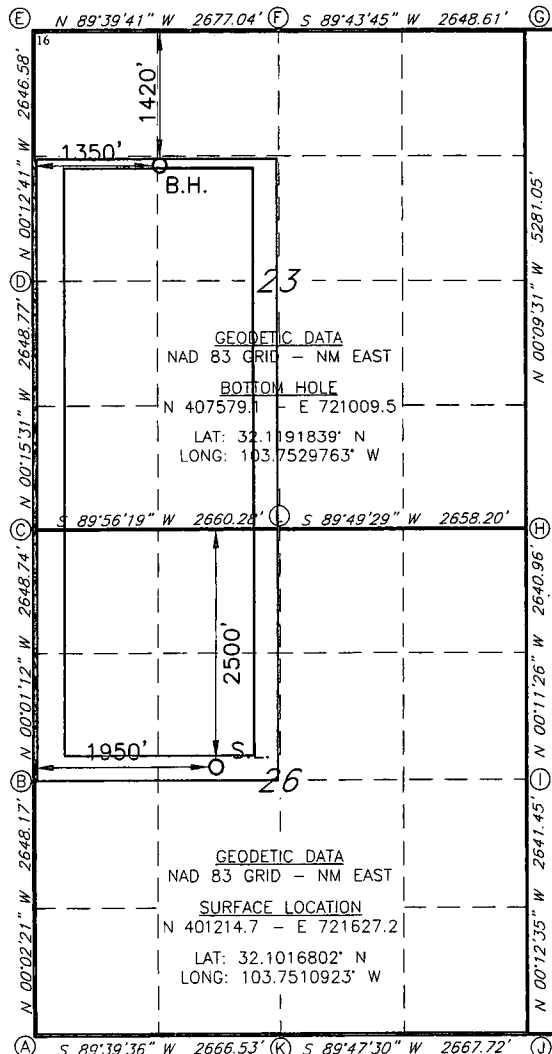 E N 89°39'41" W 2677.04' F S 89°43'45" W 2648.61' G
16
1420'
2646.58'
N 00°12'41" W
1350'
B.H.
5281.05'
N 00°09'31" W
D
23
GEODETIC DATA
NAD 83 GRID – NM EAST
BOTTOM HOLE
N 407579.1 – E 721009.5
LAT: 32.1191839° N
LONG: 103.7529763° W
2648.77'
N 00°15'31" W
C S 89°56'19" W 2660.28' L S 89°49'29" W 2658.20' H
2648.74'
N 00°01'12" W
2500'
2640.96'
N 00°11'26" W
1950'
S.
B
26
I
GEODETIC DATA
NAD 83 GRID – NM EAST
SURFACE LOCATION
N 401214.7 – E 721627.2
LAT: 32.1016802° N
LONG: 103.7510923° W
2648.17'
N 00°02'21" W
2641.45'
N 00°12'35" W
A S 89°39'36" W 2666.53' K S 89°47'30" W 2667.72' J